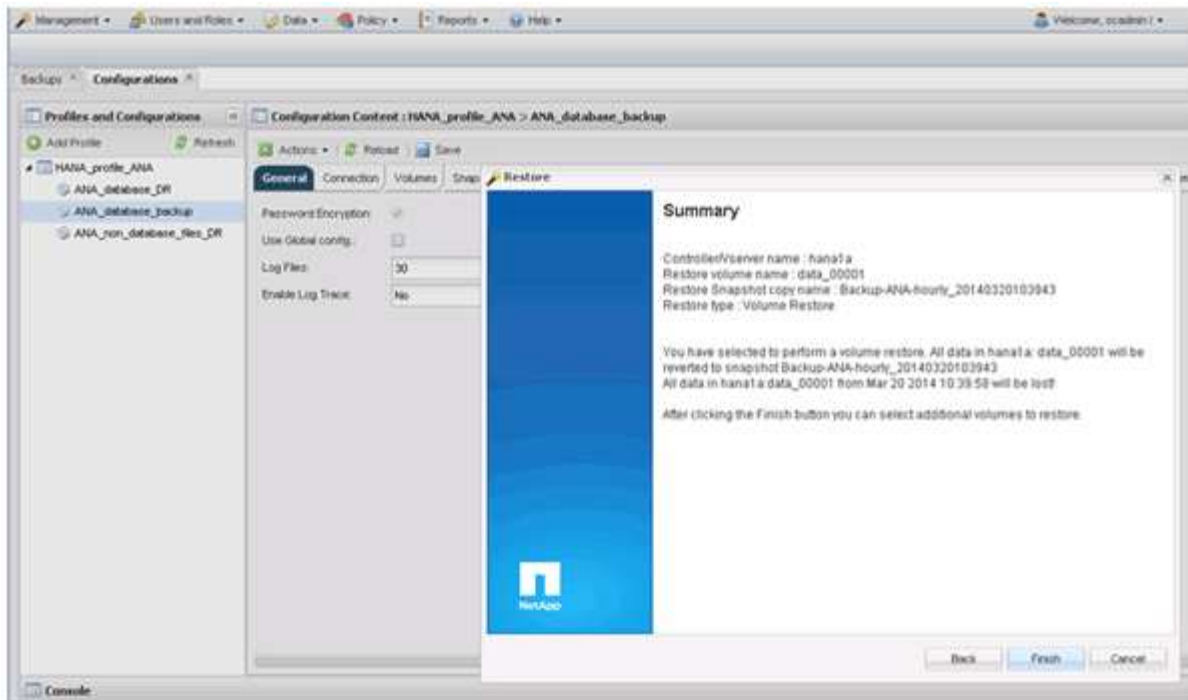 Management
Users and Roles
Data
Policy
Reports
Help
Welcome,
Backups
Configurations
Profiles and Configurations
Configuration Content : HANA_profile_ANA > ANA_database_backup
Add Profile
Refresh
Actions
Reload
Save
HANA_profile_ANA
ANA_database_DR
ANA_database_backup
ANA_non_database_files_DR
General
Connection
Volumes
Snap
Password Encryption:
Use Global config.:
Log Files:
30
Enable Log Trace:
No
Restore
Summary
Controller/Vserver name : hana1a
Restore volume name : data_00001
Restore Snapshot copy name : Backup-ANA-hourly_20140320103943
Restore type : Volume Restore
You have selected to perform a volume restore. All data in hana1a: data_00001 will be
reverted to snapshot Backup-ANA-hourly_20140320103943
All data in hana1a:data_00001 from Mar 20 2014 10:39:58 will be lost!
After clicking the Finish button you can select additional volumes to restore.
NetApp
Back
Finish
Cancel
Console